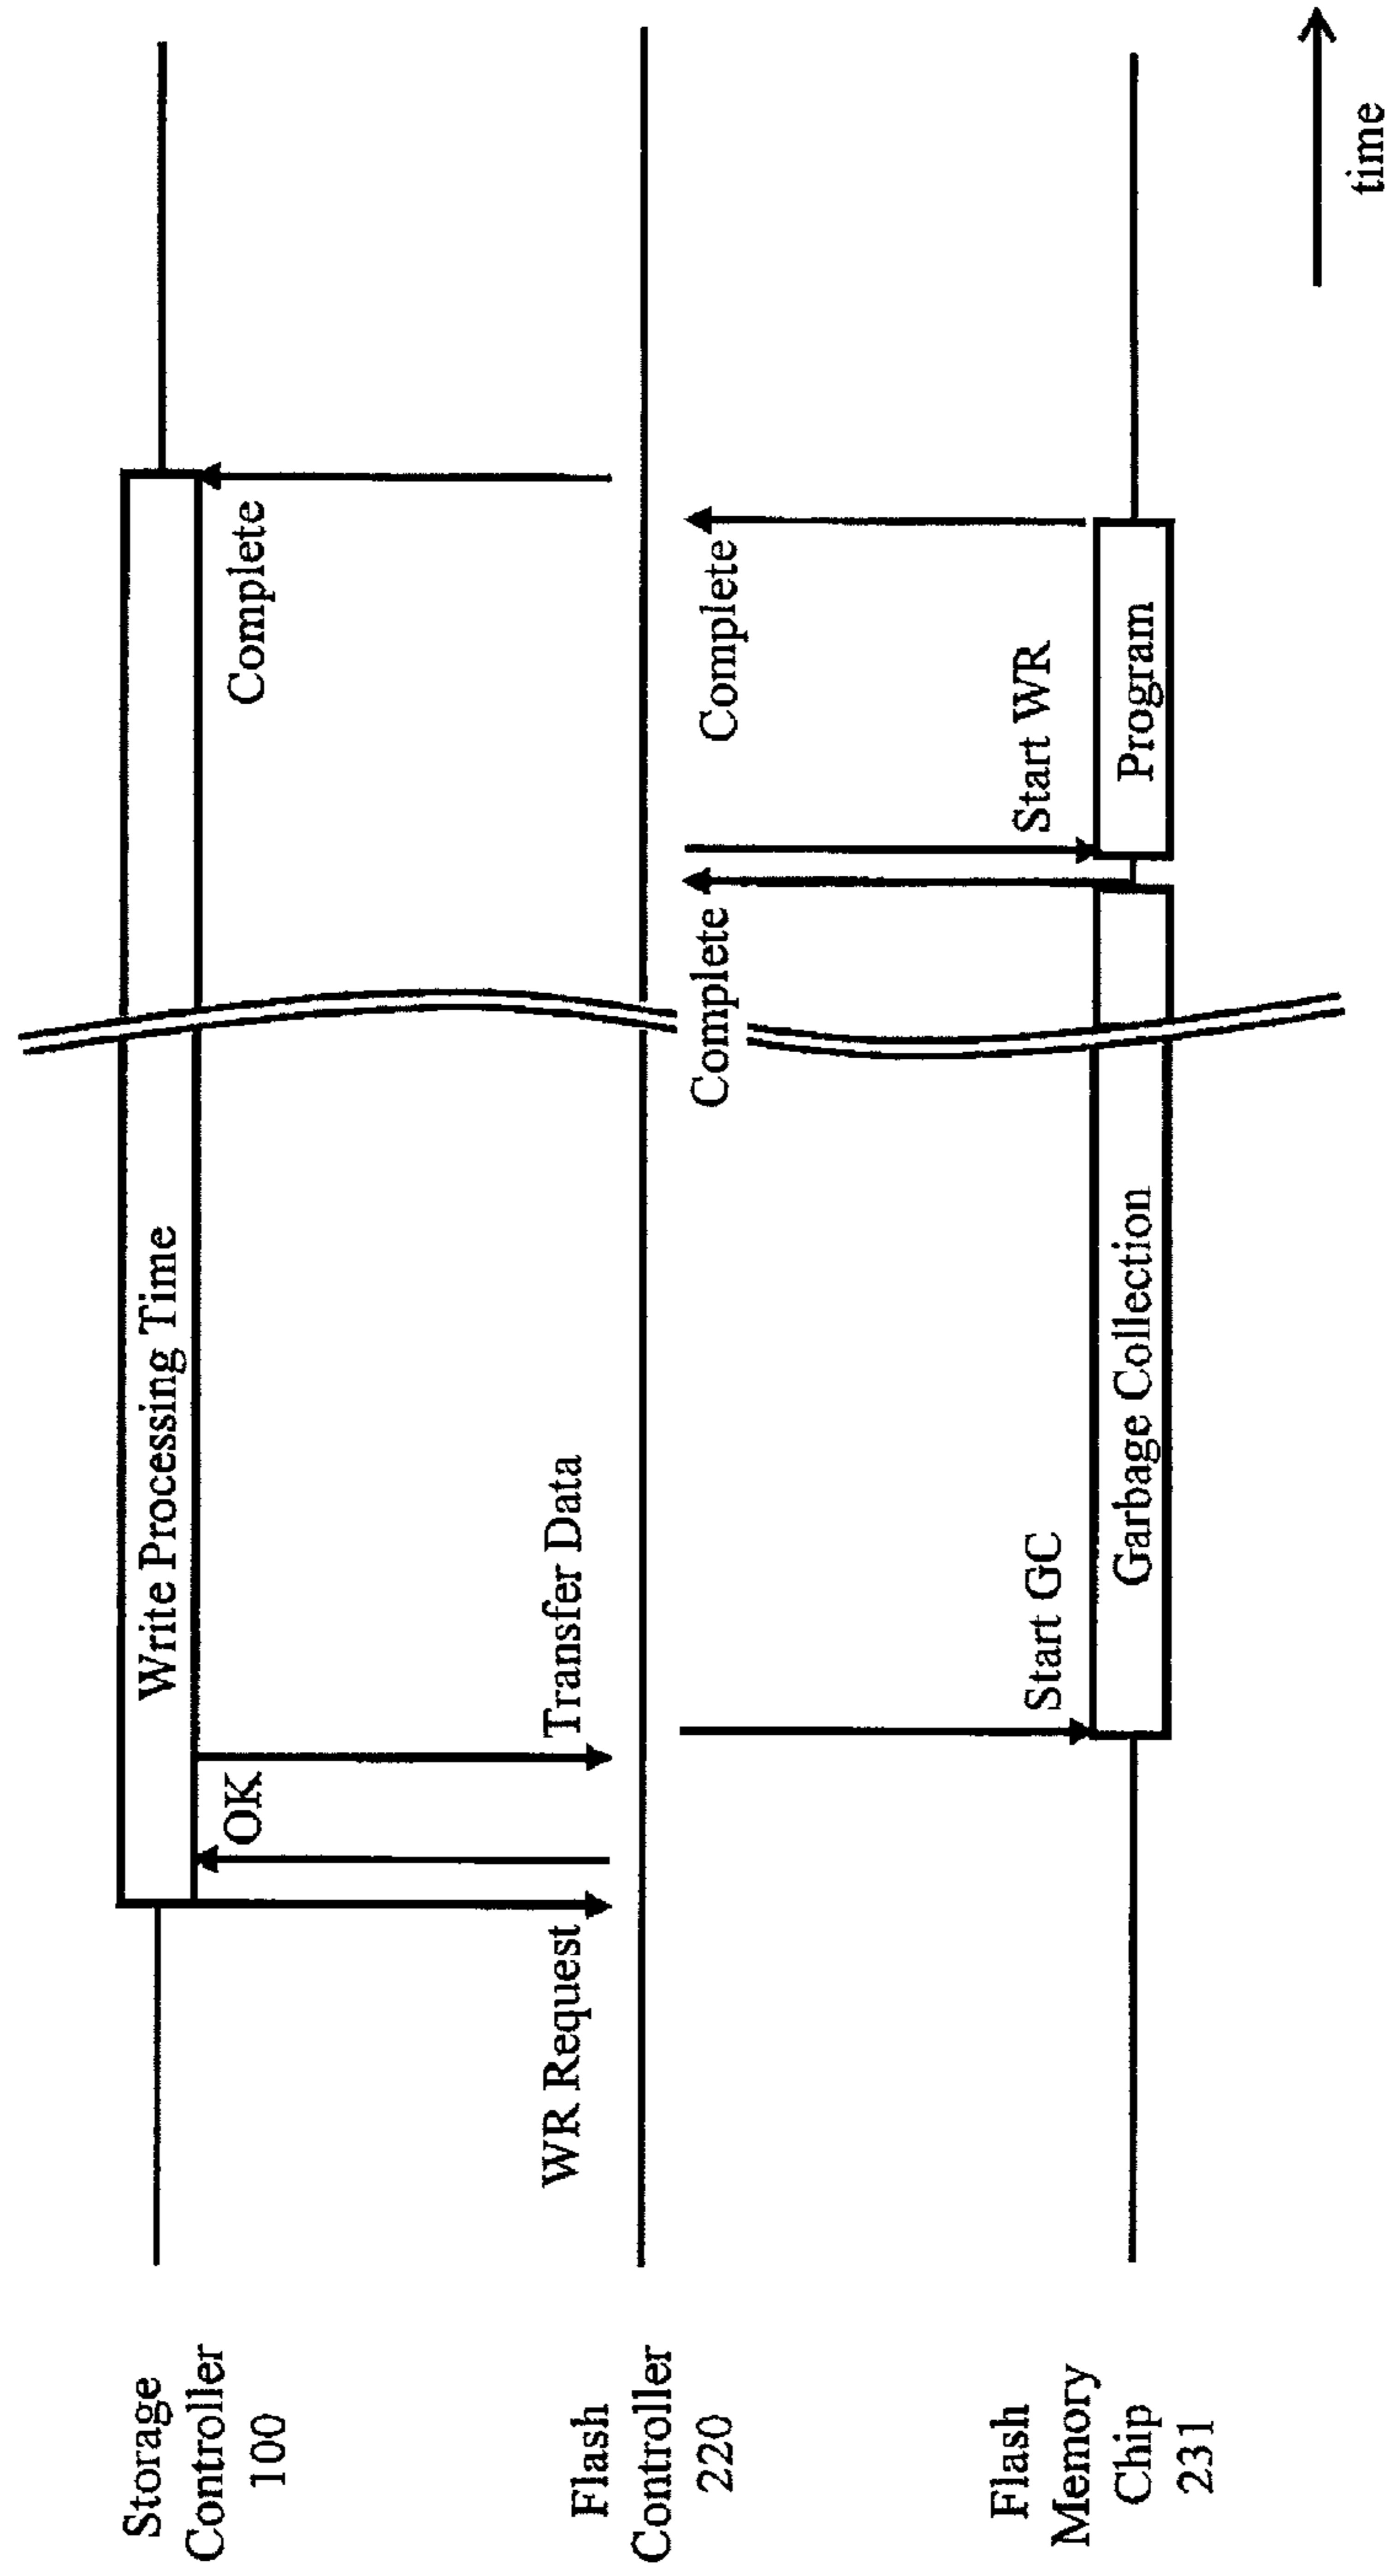 Storage
Controller
100
Write Processing Time
OK
Complete
WR Request
Transfer Data
Flash
Controller
220
Complete
Complete
Start GC
Start WR
Flash
Memory
Chip
231
Garbage Collection
Program
time